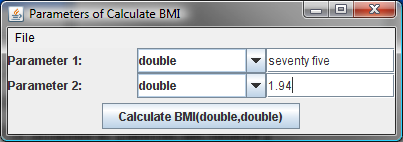 Parameters of Calculate BMI
File
Parameter 1: double seventy five
Parameter 2: double 1.94
Calculate BMI(double,double)